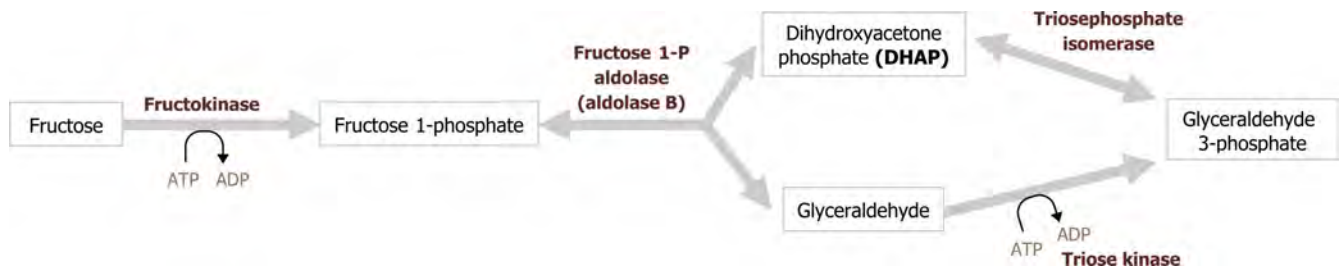 Fructose
Fructokinase
ATP ADP
Fructose 1-phosphate
Fructose 1-P
aldolase
(aldolase B)
Dihydroxyacetone
phosphate (DHAP)
Triosephosphate
isomerase
Glyceraldehyde
ATP ADP
Triose kinase
Glyceraldehyde
3-phosphate